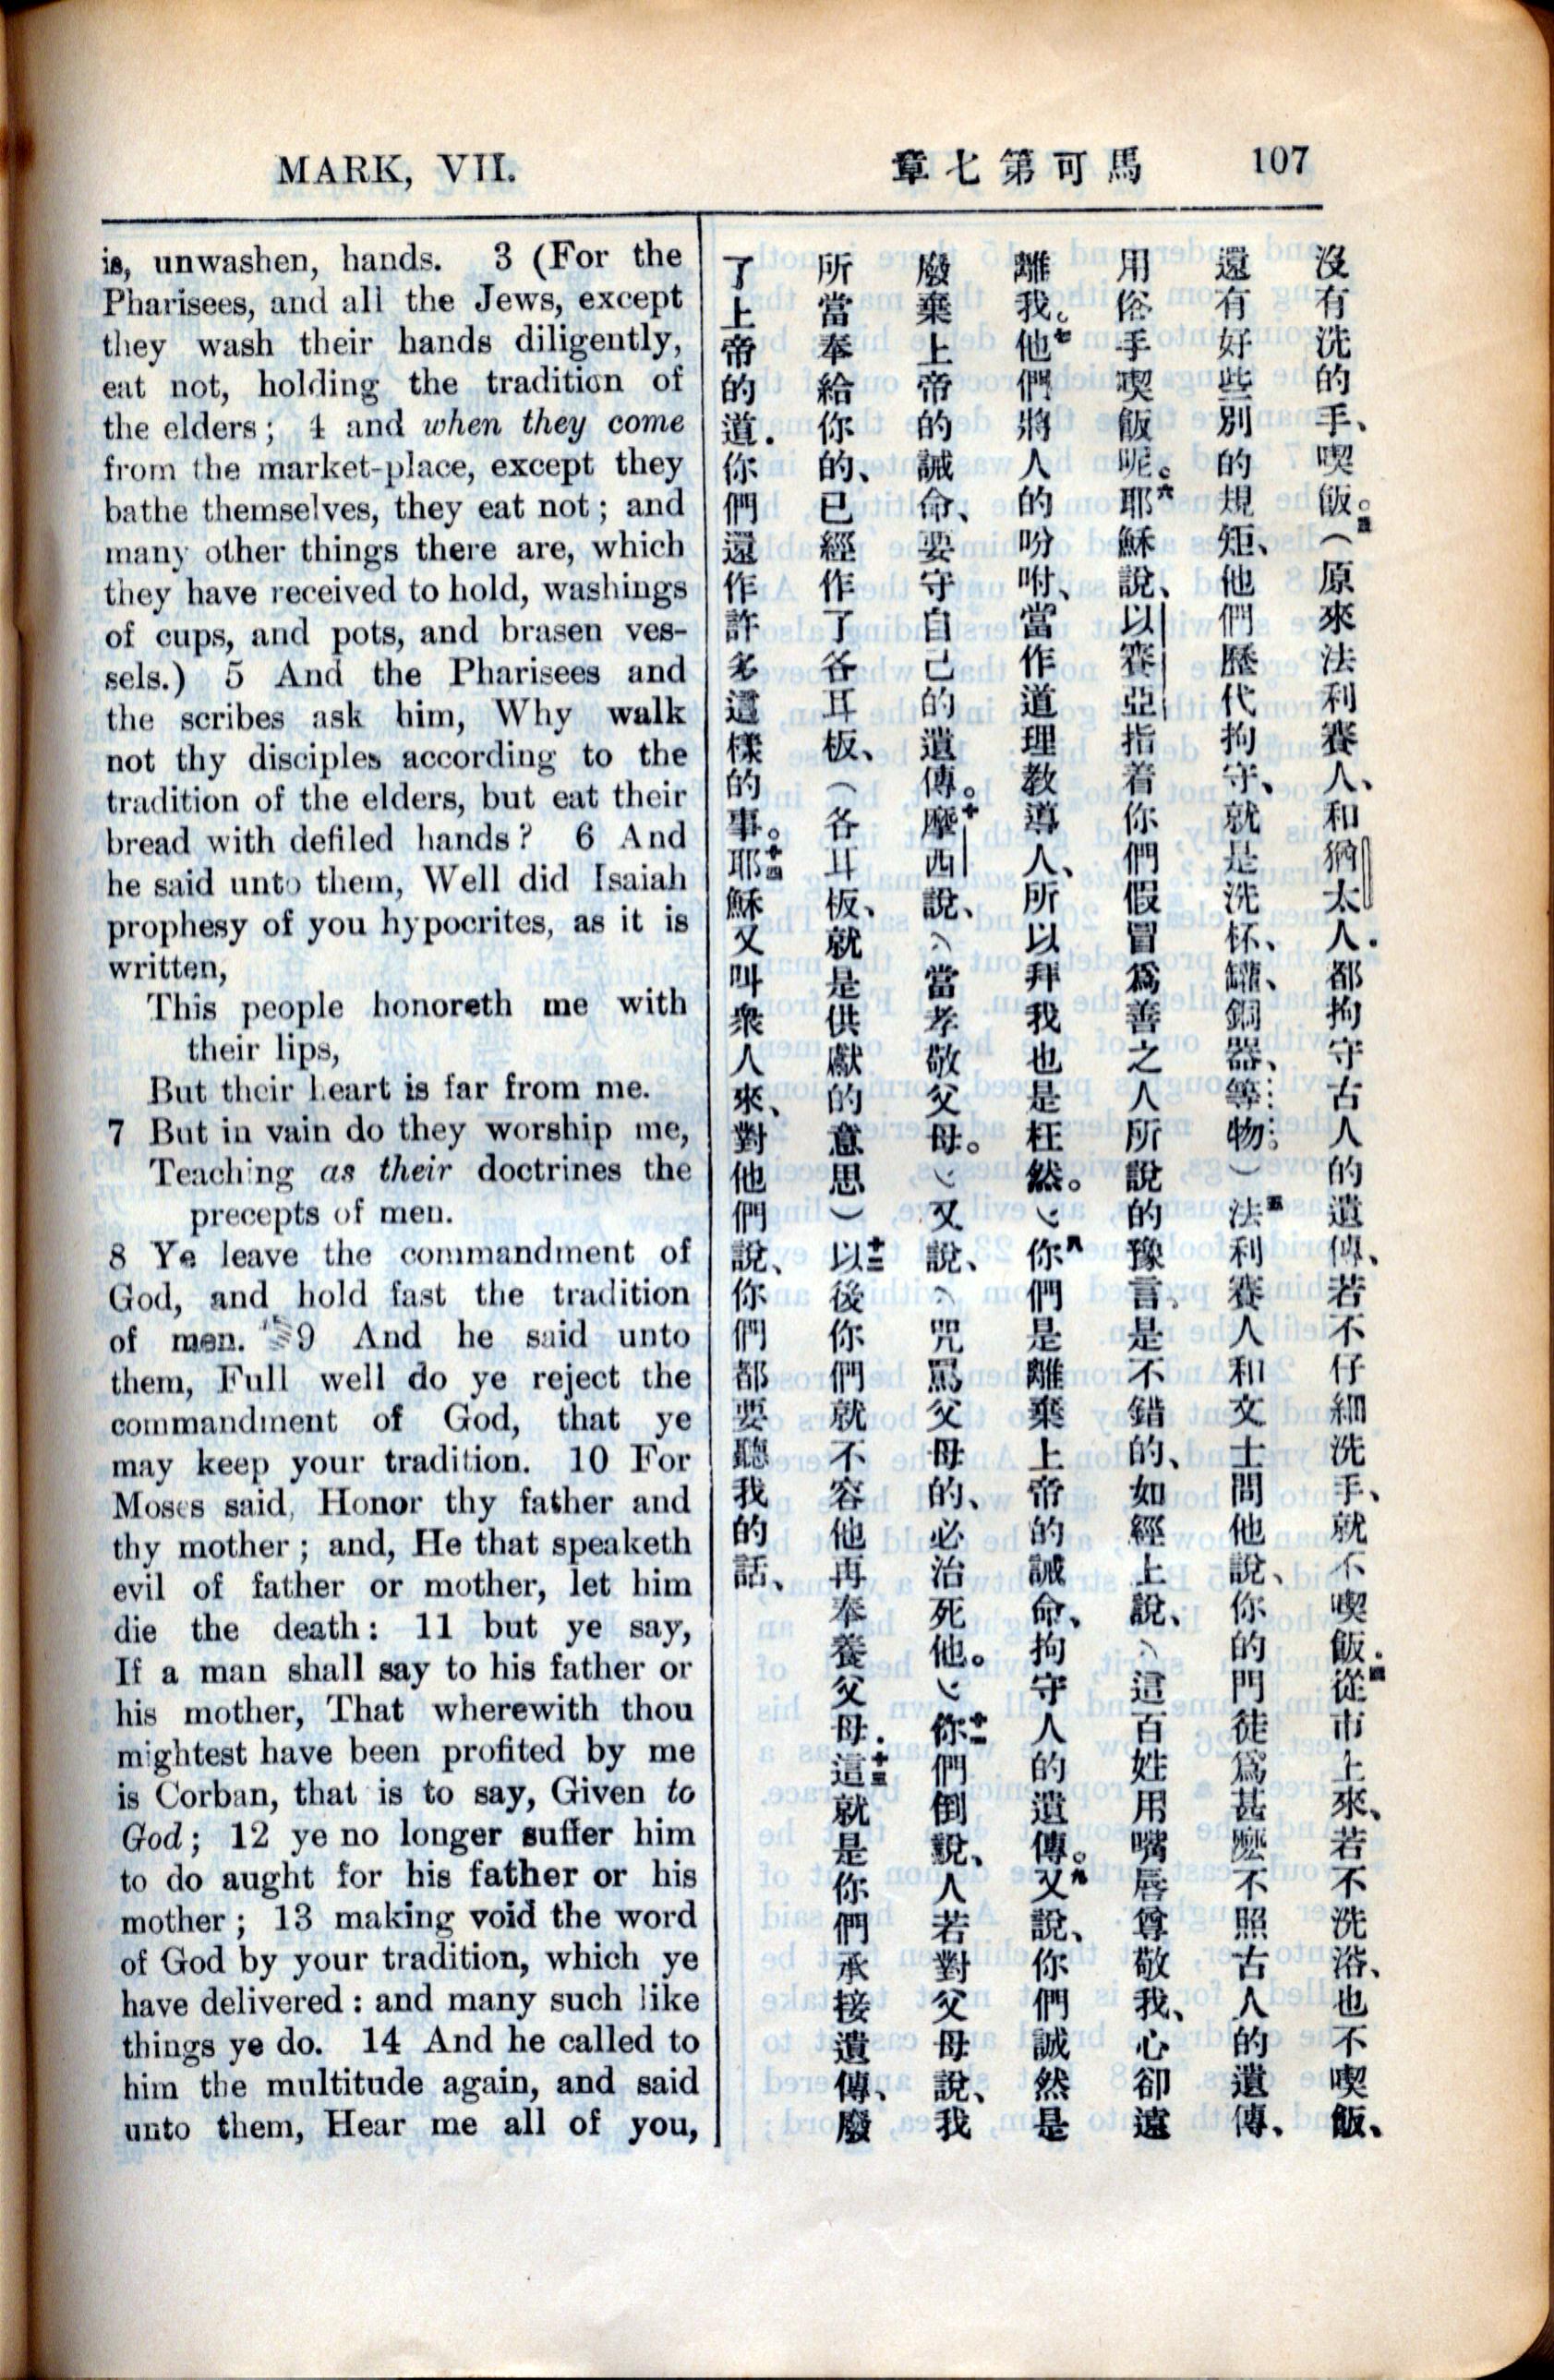 MARK, VII.
馬可第七章
107
is, unwashen, hands. 3 (For the
Pharisees, and all the Jews, except
they wash their hands diligently,
eat not, holding the tradition of
the elders; 4 and when they come
from the market-place, except they
bathe themselves, they eat not; and
many other things there are, which
they have received to hold, washings
of cups, and pots, and brasen ves-
sels.) 5 And the Pharisees and
the scribes ask him, Why walk
not thy disciples according to the
tradition of the elders, but eat their
bread with defiled hands? 6 And
he said unto them, Well did Isaiah
prophesy of you hypocrites, as it is
written,
This people honoreth me with
their lips,
But their heart is far from me.
7 But in vain do they worship me,
Teaching as their doctrines the
precepts of men.
8 Ye leave the commandment of
God, and hold fast the tradition
of men. 9 And he said unto
them, Full well do ye reject the
commandment of God, that ye
may keep your tradition. 10 For
Moses said, Honor thy father and
thy mother; and, He that speaketh
evil of father or mother, let him
die the death: 11 but ye say,
If a man shall say to his father or
his mother, That wherewith thou
mightest have been profited by me
is Corban, that is to say, Given to
God; 12 ye no longer suffer him
to do aught for his father or his
mother; 13 making void the word
of God by your tradition, which ye
have delivered: and many such like
things ye do. 14 And he called to
him the multitude again, and said
unto them, Hear me all of you,
沒有洗的手、喫飯。三（原來法利賽人、和猶太人．都拘守古人的遺傳、若不仔細洗手、就不喫飯．四從市上來、若不洗浴、也不喫飯、
還有好些別的規矩、他們歷代拘守、就是洗杯、罐、銅器、等物。）五法利賽人和文士問他說、你的門徒爲甚麼不照古人的遺傳、
用俗手喫飯呢。六耶穌說、以賽亞指着你們假冒爲善之人所說的豫言、是不錯的、如經上說、這百姓用嘴唇尊敬我、心卻遠
離我。七他們將人的吩咐、當作道理教導人、所以拜我也是枉然。八你們是離棄上帝的誡命、拘守人的遺傳。九又說、你們誠然是
廢棄上帝的誡命、要守自己的遺傳。十摩西說、當孝敬父母。又說、咒罵父母的、必治死他。十一你們倒說、人若對父母說、我
所當奉給你的、已經作了各耳板、（各耳板、就是供獻的意思）十二以後你們就不容他再奉養父母．十三這就是你們承接遺傳、廢
了上帝的道．你們還作許多這樣的事。十四耶穌又叫衆人來、對他們說、你們都要聽我的話、